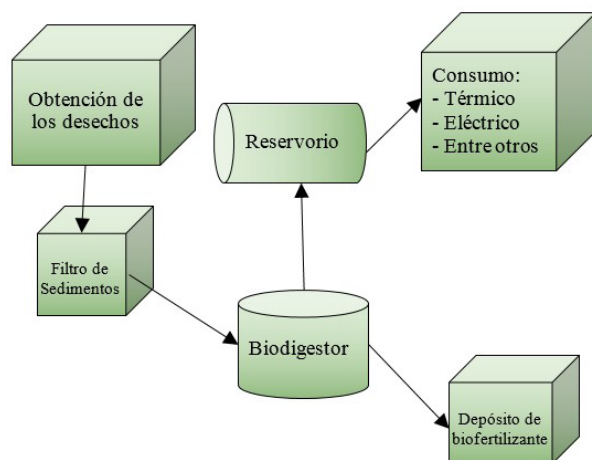 Obtención de
los desechos
Filtro de
Sedimentos
Biodigestor
Reservorio
Consumo:
- Térmico
- Eléctrico
- Entre otros
Depósito de
biofertilizante